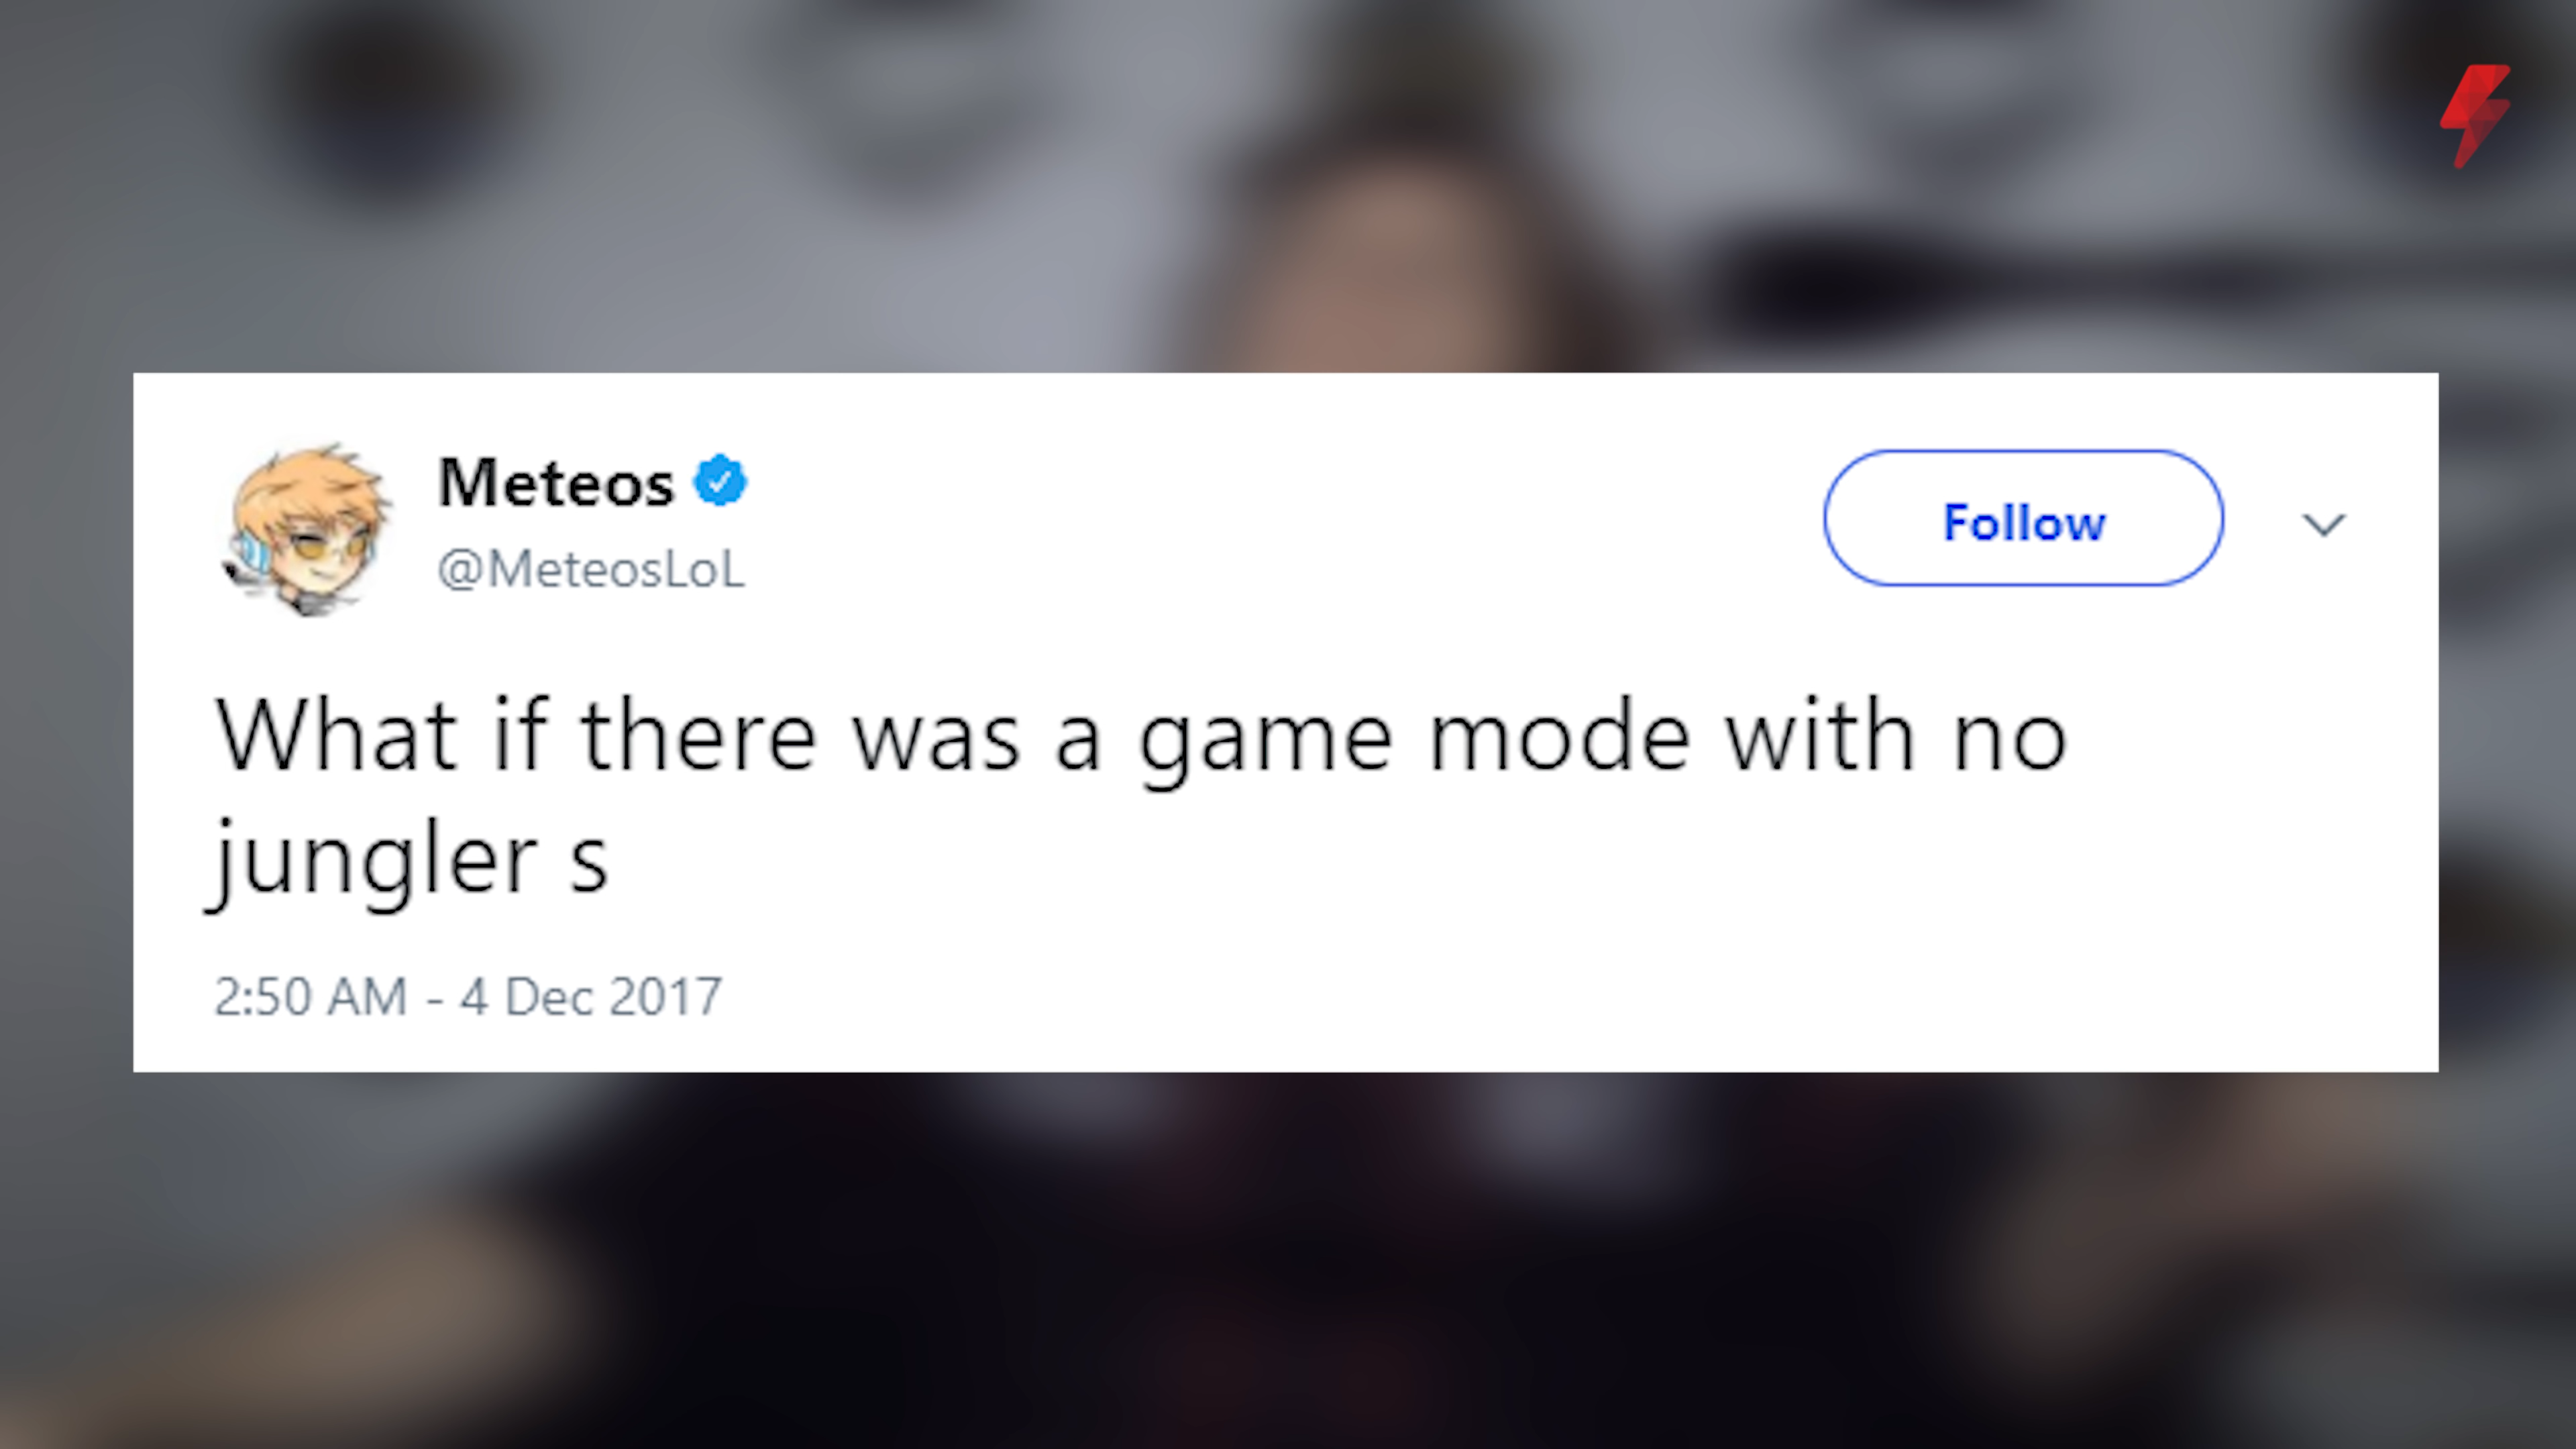 Meteos
@MeteosLoL
Follow
What if there was a game mode with no
jungler s
2:50 AM - 4 Dec 2017